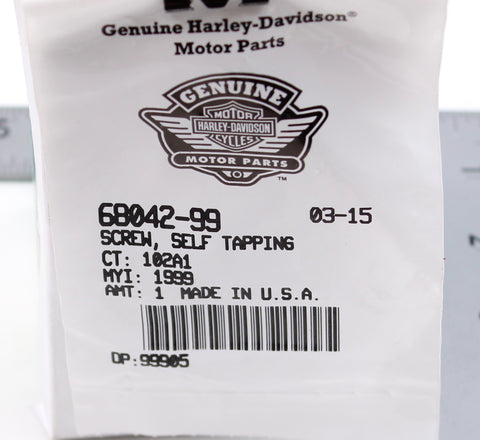 Genuine Harley-Davidson®
Motor Parts
GENUINE
MOTOR
HARLEY-DAVIDSON
CYCLES
MOTOR PARTS
™
68042-99 03-15
SCREW, SELF TAPPING
CT: 102A1
MYI: 1999
AMT: 1 MADE IN U.S.A.
DP:99905
5